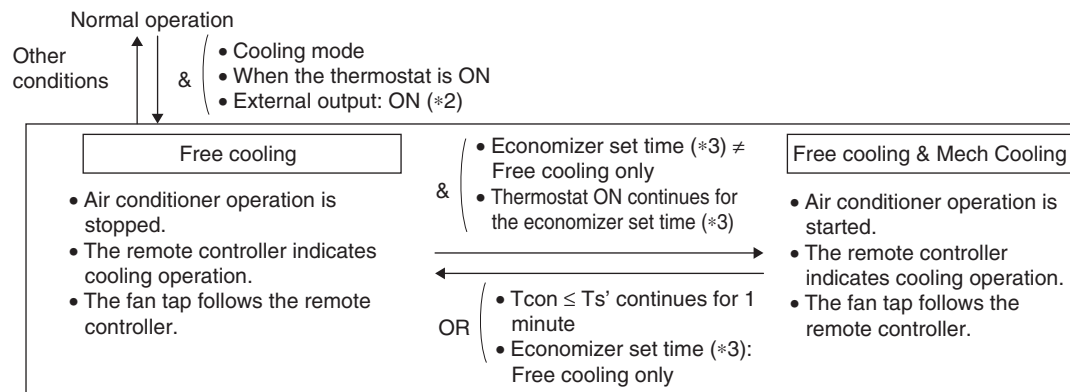 Normal operation
Other
conditions
&
• Cooling mode
• When the thermostat is ON
• External output: ON (*2)
Free cooling
• Air conditioner operation is
stopped.
• The remote controller indicates
cooling operation.
• The fan tap follows the remote
controller.
&
• Economizer set time (*3) ≠
Free cooling only
• Thermostat ON continues for
the economizer set time (*3)
OR
• Tcon ≤ Ts’ continues for 1
minute
• Economizer set time (*3):
Free cooling only
Free cooling & Mech Cooling
• Air conditioner operation is
started.
• The remote controller
indicates cooling operation.
• The fan tap follows the
remote controller.